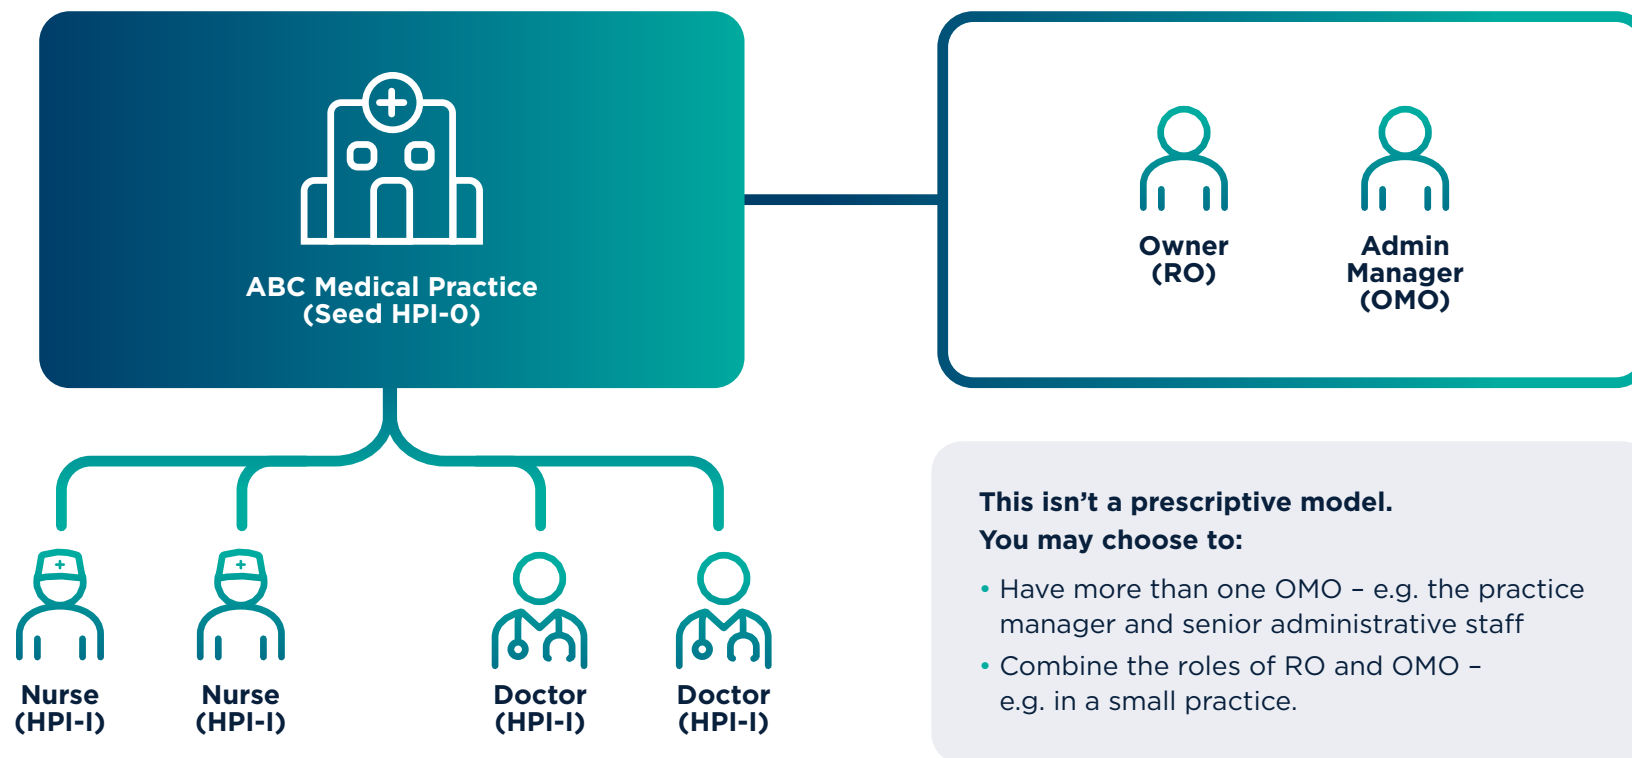 ABC Medical Practice
(Seed HPI-0)
Owner
(RO)
Admin
Manager
(OMO)
Nurse
(HPI-I)
Nurse
(HPI-I)
Doctor
(HPI-I)
Doctor
(HPI-I)
This isn’t a prescriptive model.
You may choose to:
• Have more than one OMO – e.g. the practice
manager and senior administrative staff
• Combine the roles of RO and OMO –
e.g. in a small practice.